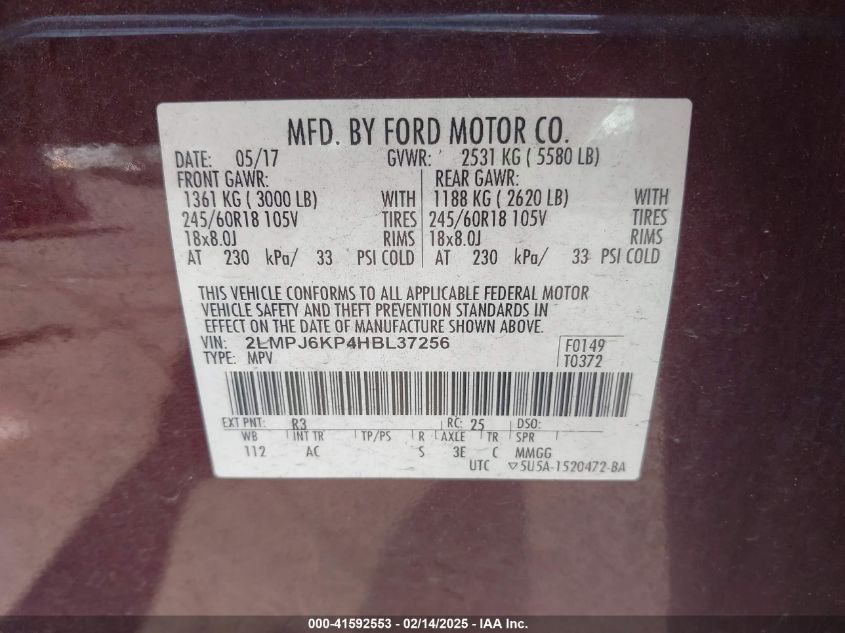 MFD. BY FORD MOTOR CO.
DATE: 05/17 GVWR: 2531 KG ( 5580 LB)
FRONT GAWR: REAR GAWR:
1361 KG ( 3000 LB) WITH 1188 KG ( 2620 LB) WITH
245/60R18 105V TIRES 245/60R18 105V TIRES
18x8.0J RIMS 18x8.0J RIMS
AT 230 kPa/ 33 PSI COLD AT 230 kPa/ 33 PSI COLD
THIS VEHICLE CONFORMS TO ALL APPLICABLE FEDERAL MOTOR
VEHICLE SAFETY AND THEFT PREVENTION STANDARDS IN
EFFECT ON THE DATE OF MANUFACTURE SHOWN ABOVE.
VIN: 2LMPJ6KP4HBL37256 F0149
TYPE: MPV T0372
EXT PNT: R3 RC: 25 DSO:
WB INT TR TP/PS R AXLE TR SPR
112 AC S 3E C MMGG
UTC ▽5U5A-1520472-BA
000-41592553 - 02/14/2025 - IAA Inc.